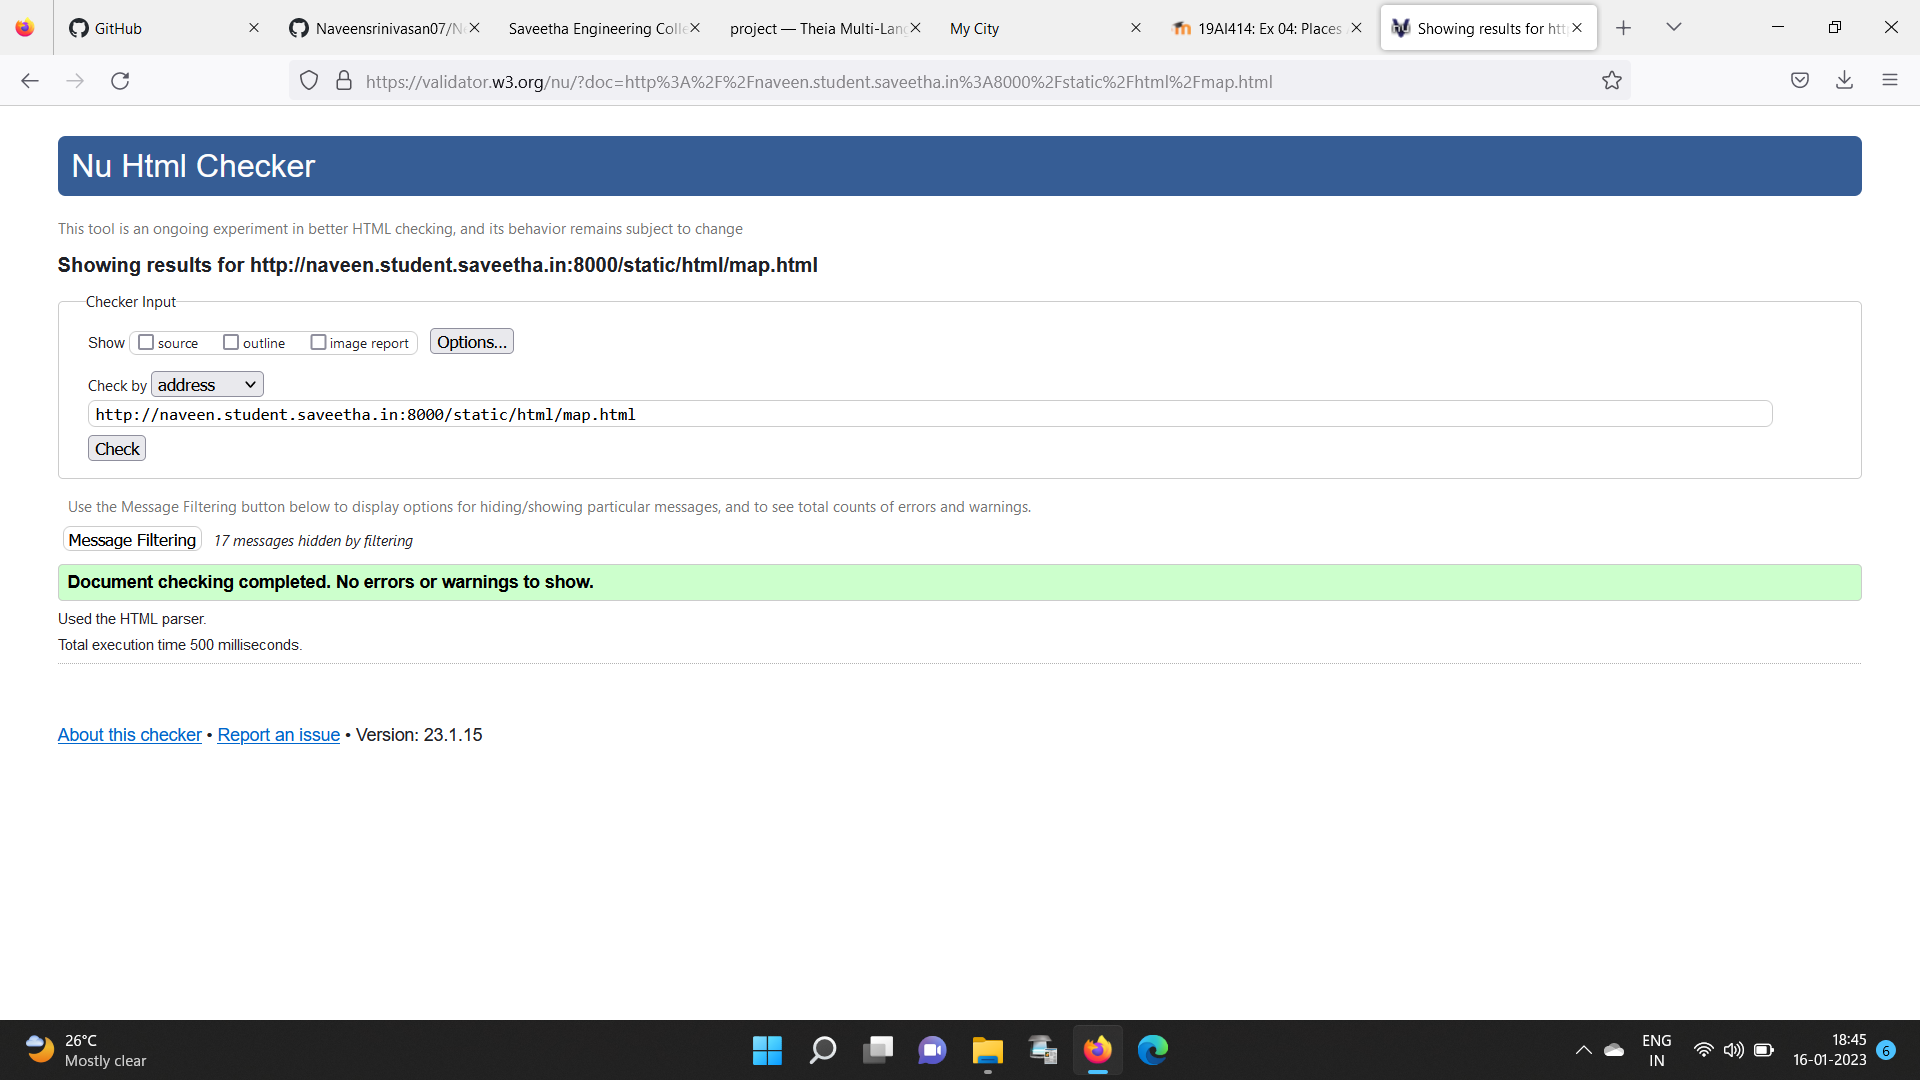 GitHub
Naveensrinivasan07/Ne
Saveetha Engineering Colle
project — Theia Multi-Lang
My City
19AI414: Ex 04: Places
Showing results for htt
https://validator.w3.org/nu/?doc=http%3A%2F%2Fnaveen.student.saveetha.in%3A8000%2Fstatic%2Fhtml%2Fmap.html
Nu Html Checker
This tool is an ongoing experiment in better HTML checking, and its behavior remains subject to change
Showing results for http://naveen.student.saveetha.in:8000/static/html/map.html
Checker Input
Show source outline image report Options...
Check by address
http://naveen.student.saveetha.in:8000/static/html/map.html
Check
Use the Message Filtering button below to display options for hiding/showing particular messages, and to see total counts of errors and warnings.
Message Filtering 17 messages hidden by filtering
Document checking completed. No errors or warnings to show.
Used the HTML parser.
Total execution time 500 milliseconds.
About this checker • Report an issue • Version: 23.1.15
26°C
Mostly clear
ENG
IN
18:45
16-01-2023
6